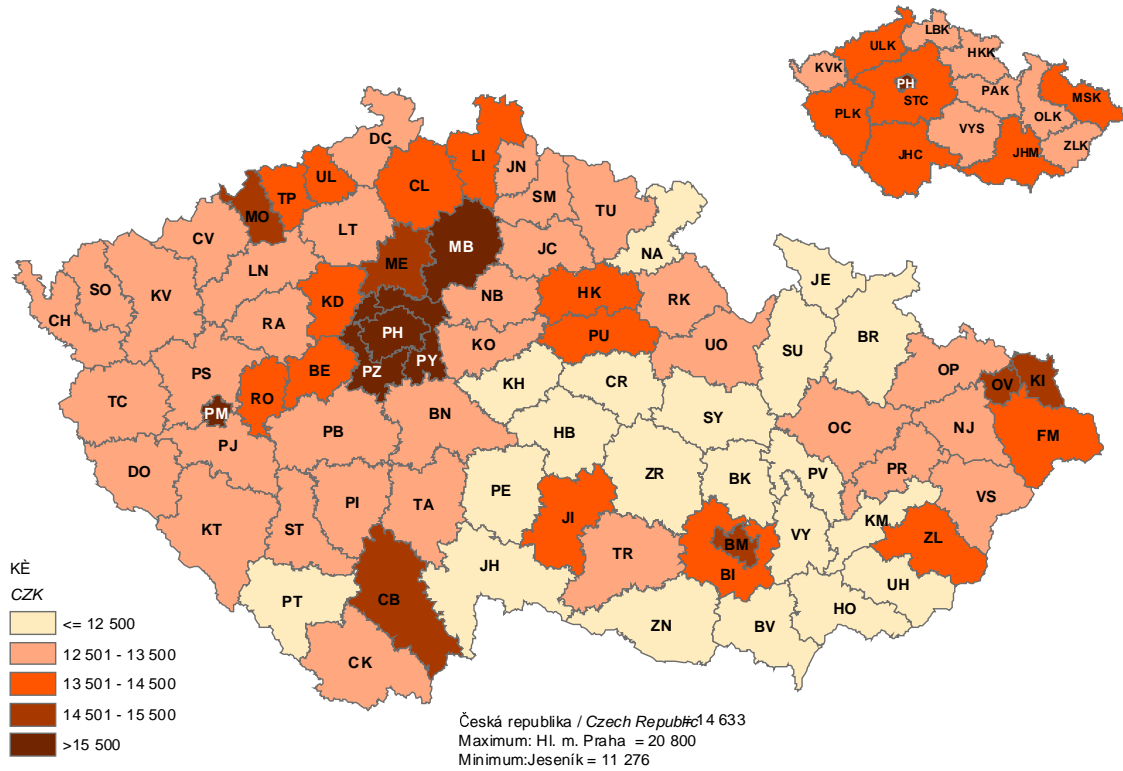 LBK
ULK
HKK
KVK
PH
PAK
MSK
STC
PLK
OLK
VYS
ZLK
JHM
JHC
DC
LI
JN
UL
TP
CL
SM
MO
TU
LT
CV
MB
JC
NA
ME
LN
JE
SO
KV
NB
HK
RK
KD
CH
RA
PH
BR
PU
KO
UO
SU
PY
BE
PZ
PS
OP
OV
KI
KH
CR
TC
RO
PM
BN
SY
PB
HB
OC
NJ
FM
PJ
DO
ZR
PR
BK
PV
PE
VS
PI
TA
KT
ST
JI
KM
VY
ZL
BM
TR
JH
BI
UH
PT
CB
HO
ZN
BV
CK
KÈ
CZK
<= 12 500
12 501 - 13 500
13 501 - 14 500
14 501 - 15 500
>15 500
Česká republika / Czech Republic= 14 633
Maximum: Hl. m. Praha = 20 800
Minimum:Jeseník = 11 276